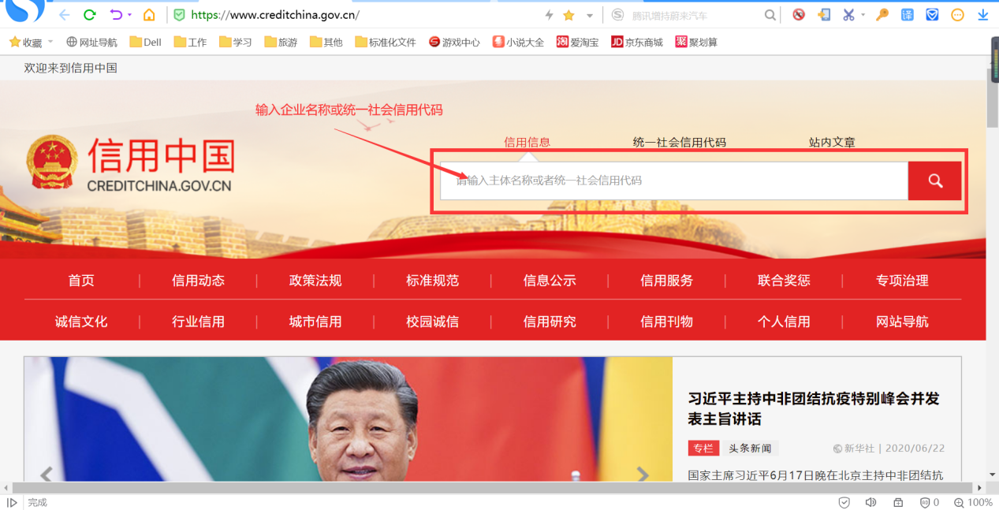 https://www.creditchina.gov.cn/
腾讯增持蔚来汽车
译
收藏 网址导航 Dell 工作 学习 旅游 其他 标准化文件 游戏中心 小说大全 淘 爱淘宝 JD 京东商城 聚 聚划算
欢迎来到信用中国
输入企业名称或统一社会信用代码
信用信息 统一社会信用代码 站内文章
信用中国
CREDITCHINA.GOV.CN
请输入主体名称或者统一社会信用代码
首页 信用动态 政策法规 标准规范 信息公示 信用服务 联合奖惩 专项治理
诚信文化 行业信用 城市信用 校园诚信 信用研究 信用刊物 个人信用 网站导航
习近平主持中非团结抗疫特别峰会并发
表主旨讲话
专栏 头条新闻 新华社 | 2020/06/22
国家主席习近平6月17日晚在北京主持中非团结抗
完成 0 100%